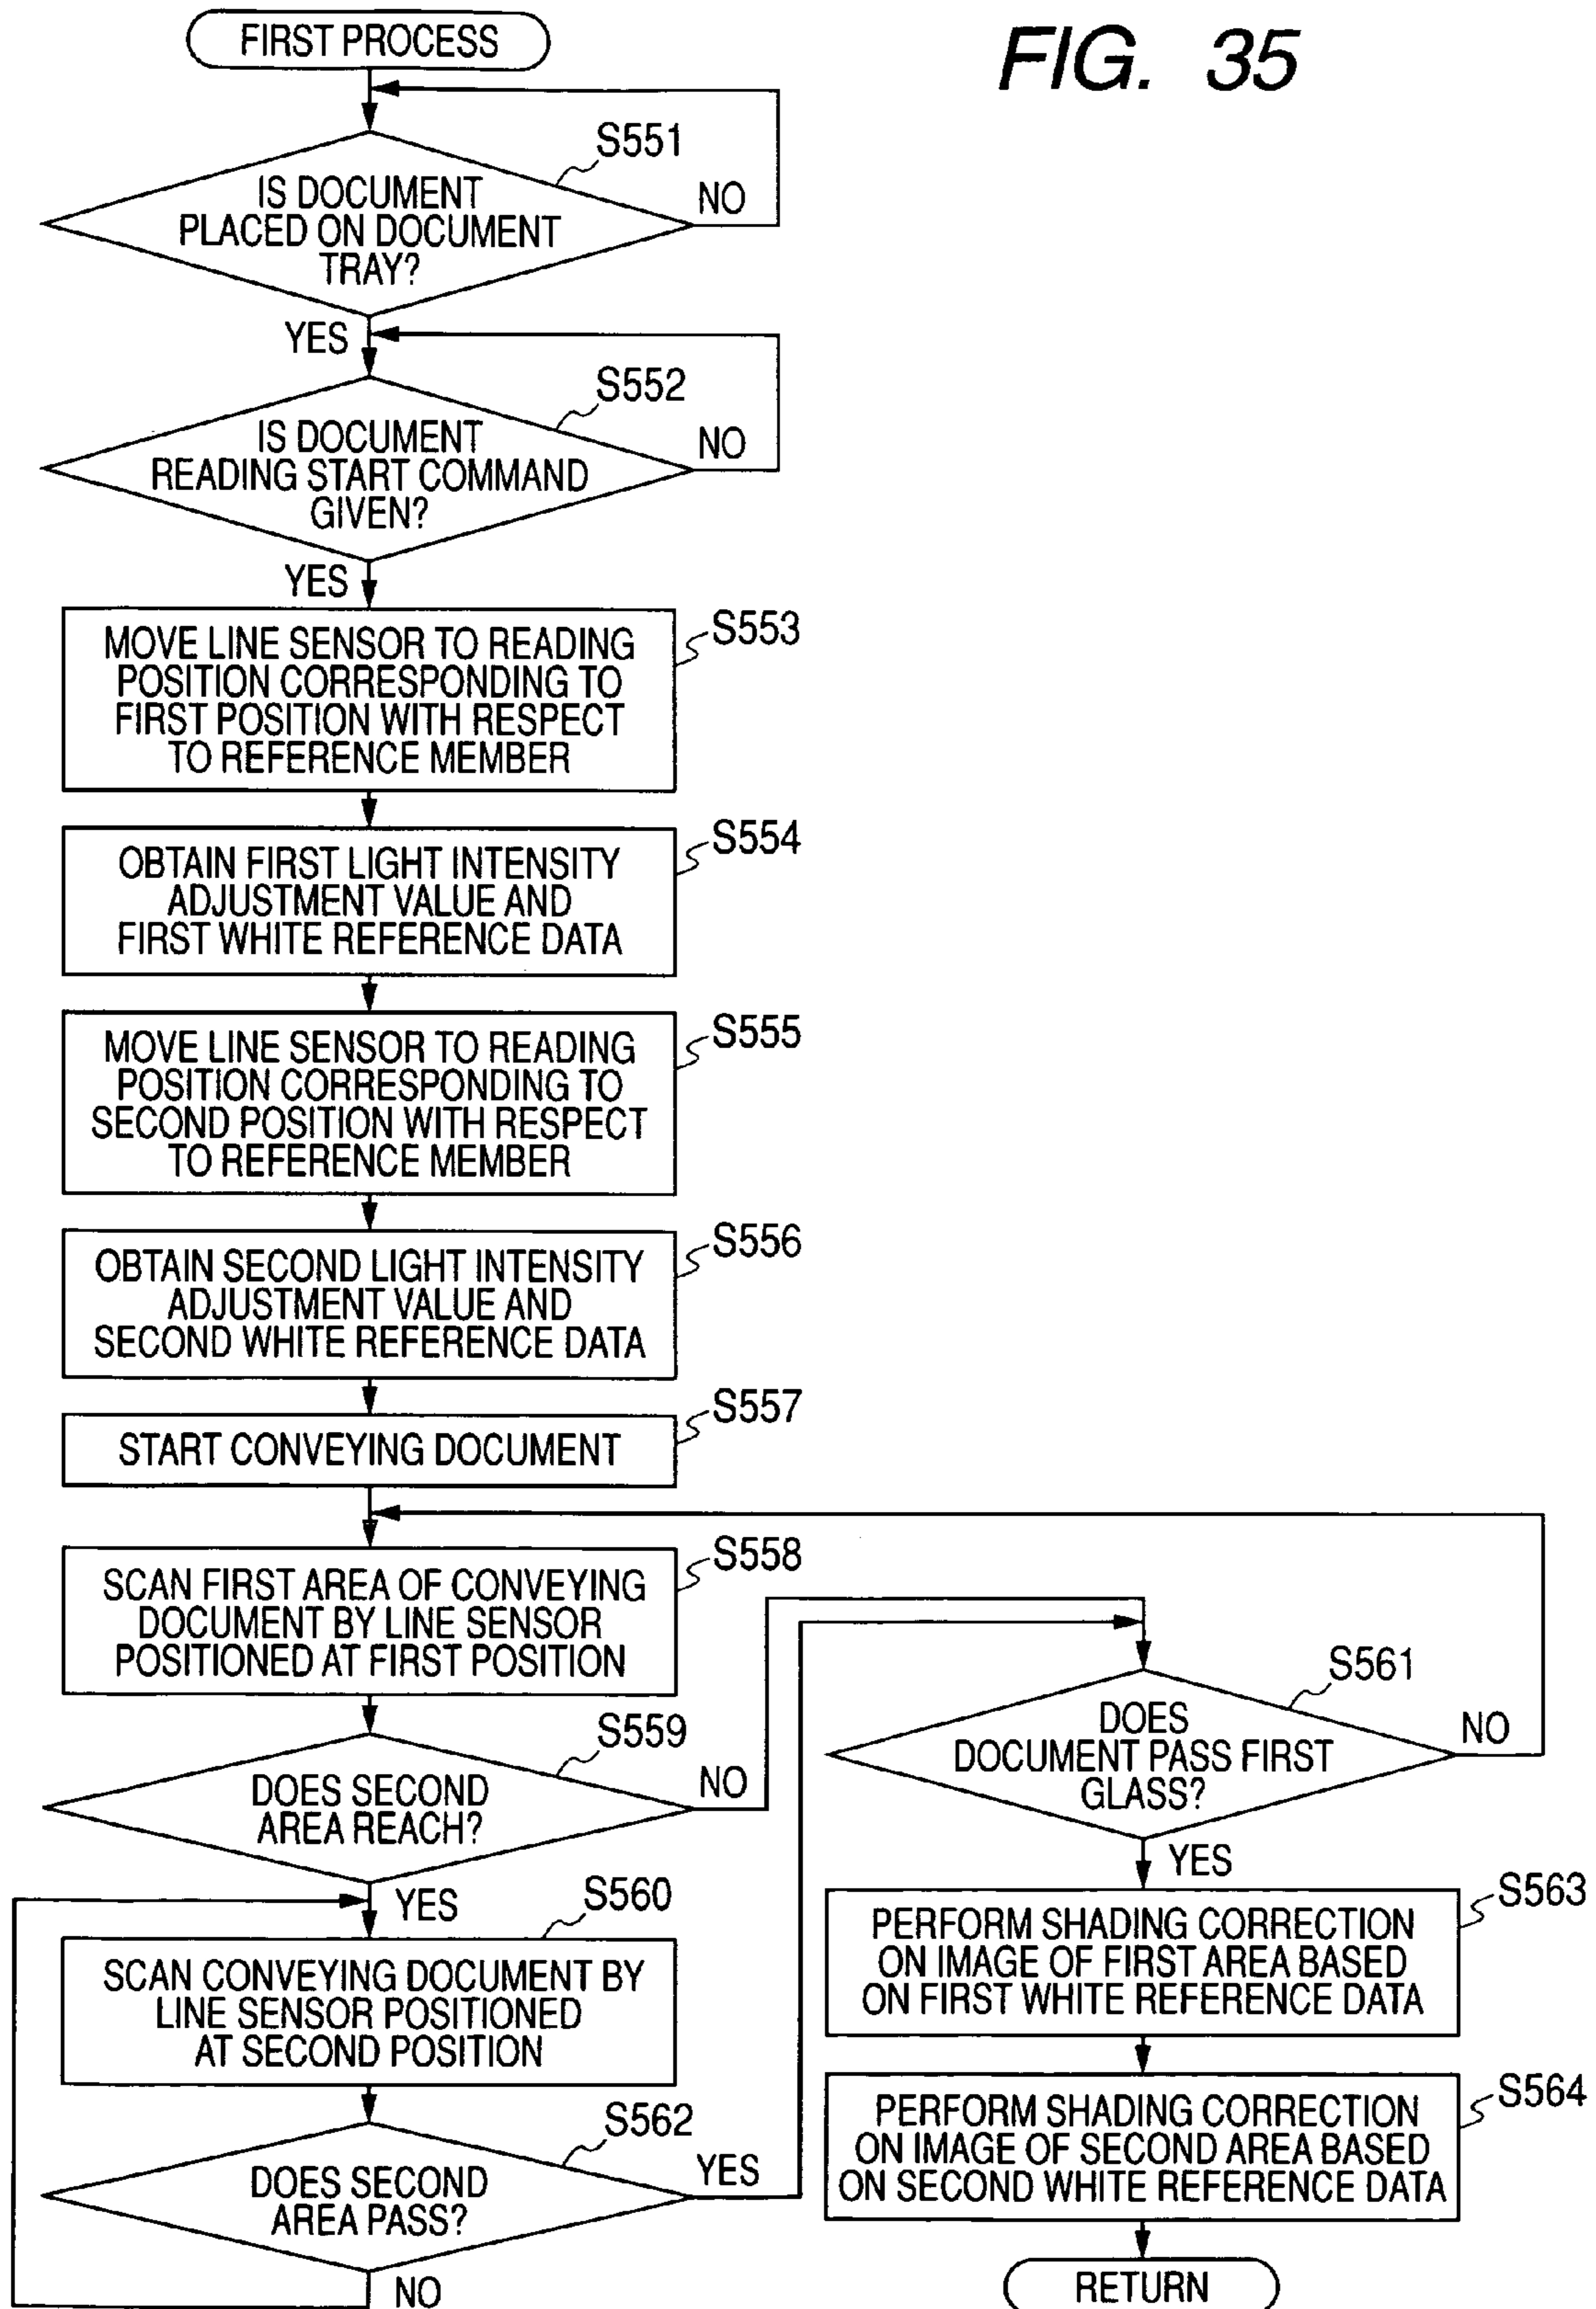 FIRST PROCESS
FIG. 35
S551
IS DOCUMENT
PLACED ON DOCUMENT
TRAY?
NO
YES
S552
IS DOCUMENT
READING START COMMAND
GIVEN?
NO
YES
S553
MOVE LINE SENSOR TO READING
POSITION CORRESPONDING TO
FIRST POSITION WITH RESPECT
TO REFERENCE MEMBER
S554
OBTAIN FIRST LIGHT INTENSITY
ADJUSTMENT VALUE AND
FIRST WHITE REFERENCE DATA
S555
MOVE LINE SENSOR TO READING
POSITION CORRESPONDING TO
SECOND POSITION WITH RESPECT
TO REFERENCE MEMBER
S556
OBTAIN SECOND LIGHT INTENSITY
ADJUSTMENT VALUE AND
SECOND WHITE REFERENCE DATA
S557
START CONVEYING DOCUMENT
S558
SCAN FIRST AREA OF CONVEYING
DOCUMENT BY LINE SENSOR
POSITIONED AT FIRST POSITION
S559
DOES SECOND
AREA REACH?
NO
YES
S560
SCAN CONVEYING DOCUMENT BY
LINE SENSOR POSITIONED
AT SECOND POSITION
S562
DOES SECOND
AREA PASS?
YES
NO
S561
DOES
DOCUMENT PASS FIRST
GLASS?
NO
YES
S563
PERFORM SHADING CORRECTION
ON IMAGE OF FIRST AREA BASED
ON FIRST WHITE REFERENCE DATA
S564
PERFORM SHADING CORRECTION
ON IMAGE OF SECOND AREA BASED
ON SECOND WHITE REFERENCE DATA
RETURN